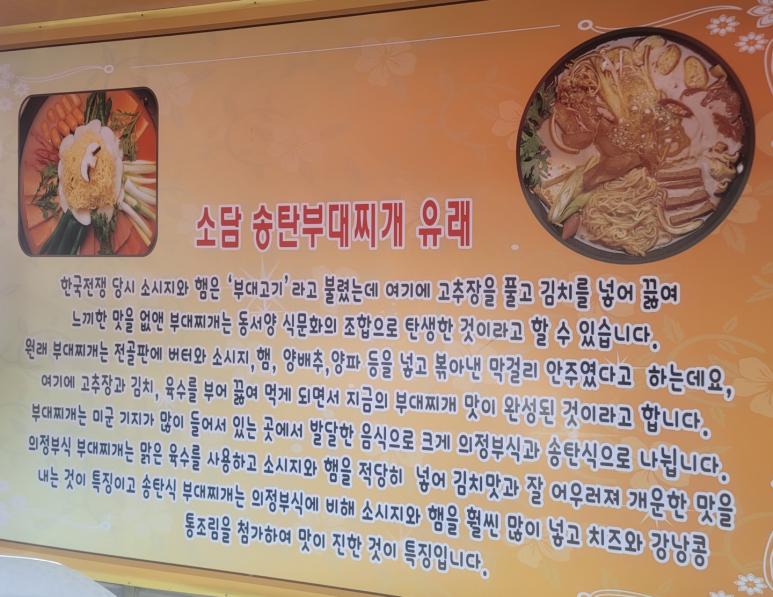 소담 송탄부대찌개 유래
한국전쟁 당시 소시지와 햄은 '부대고기'라고 불렸는데 여기에 고추장을 풀고 김치를 넣어 끓여
느끼한 맛을 없앤 부대찌개는 동서양 식문화의 조합으로 탄생한 것이라고 할 수 있습니다.
원래 부대찌개는 전골판에 버터와 소시지,햄, 양배추,양파 등을 넣고 볶아낸 막걸리 안주였다고 하는데요,
여기에 고추장과 김치, 육수를 부어 끓여 먹게 되면서 지금의 부대찌개 맛이 완성된 것이라고 합니다.
부대찌개는 미군 기지가 많이 들어서 있는 곳에서 발달한 음식으로 크게 의정부식과 송탄식으로 나뉩니다.
의정부식 부대찌개는 맑은 육수를 사용하고 소시지와 햄을 적당히 넣어 김치맛과 잘 어우러져 개운한 맛을
내는 것이 특징이고 송탄식 부대찌개는 의정부식에 비해 소시지와 햄을 훨씬 많이 넣고 치즈와 강낭콩
통조림을 첨가하여 맛이 진한 것이 특징입니다.